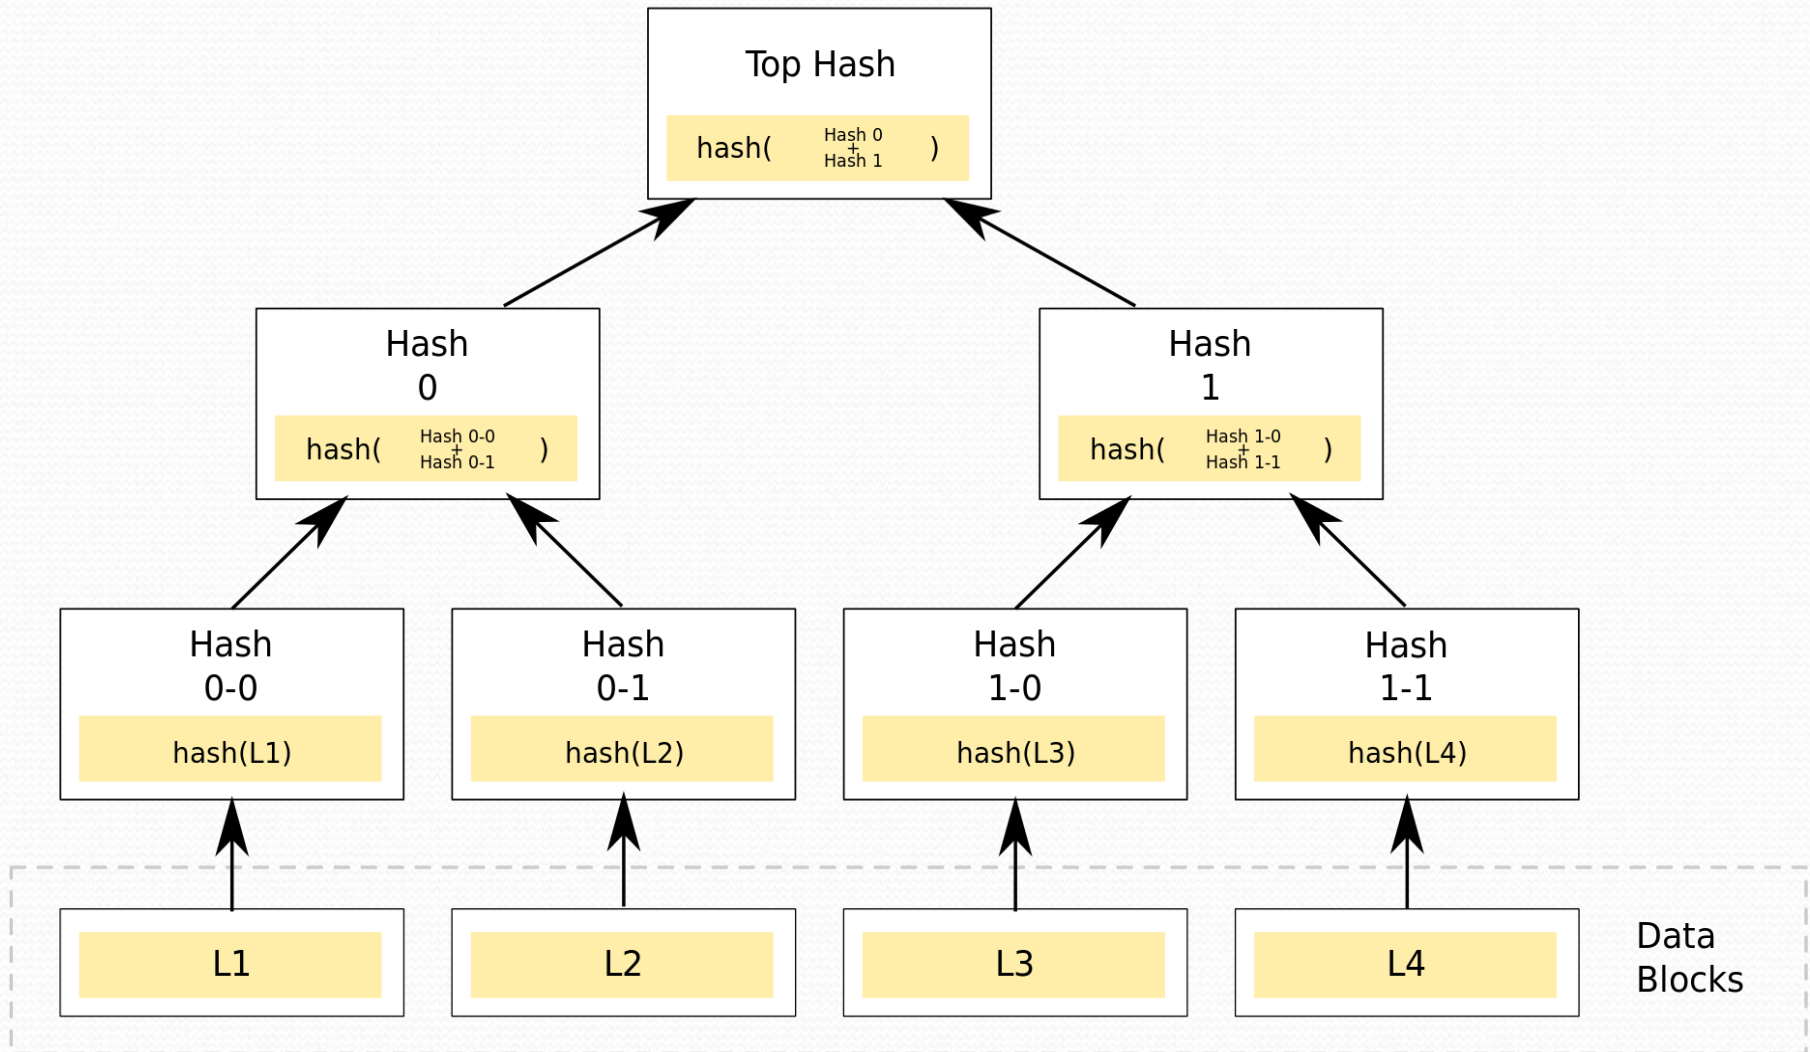 Top Hash
hash( Hash 0 + Hash 1 )
Hash
0
hash( Hash 0-0 + Hash 0-1 )
Hash
1
hash( Hash 1-0 + Hash 1-1 )
Hash
0-0
hash(L1)
Hash
0-1
hash(L2)
Hash
1-0
hash(L3)
Hash
1-1
hash(L4)
L1
L2
L3
L4
Data
Blocks